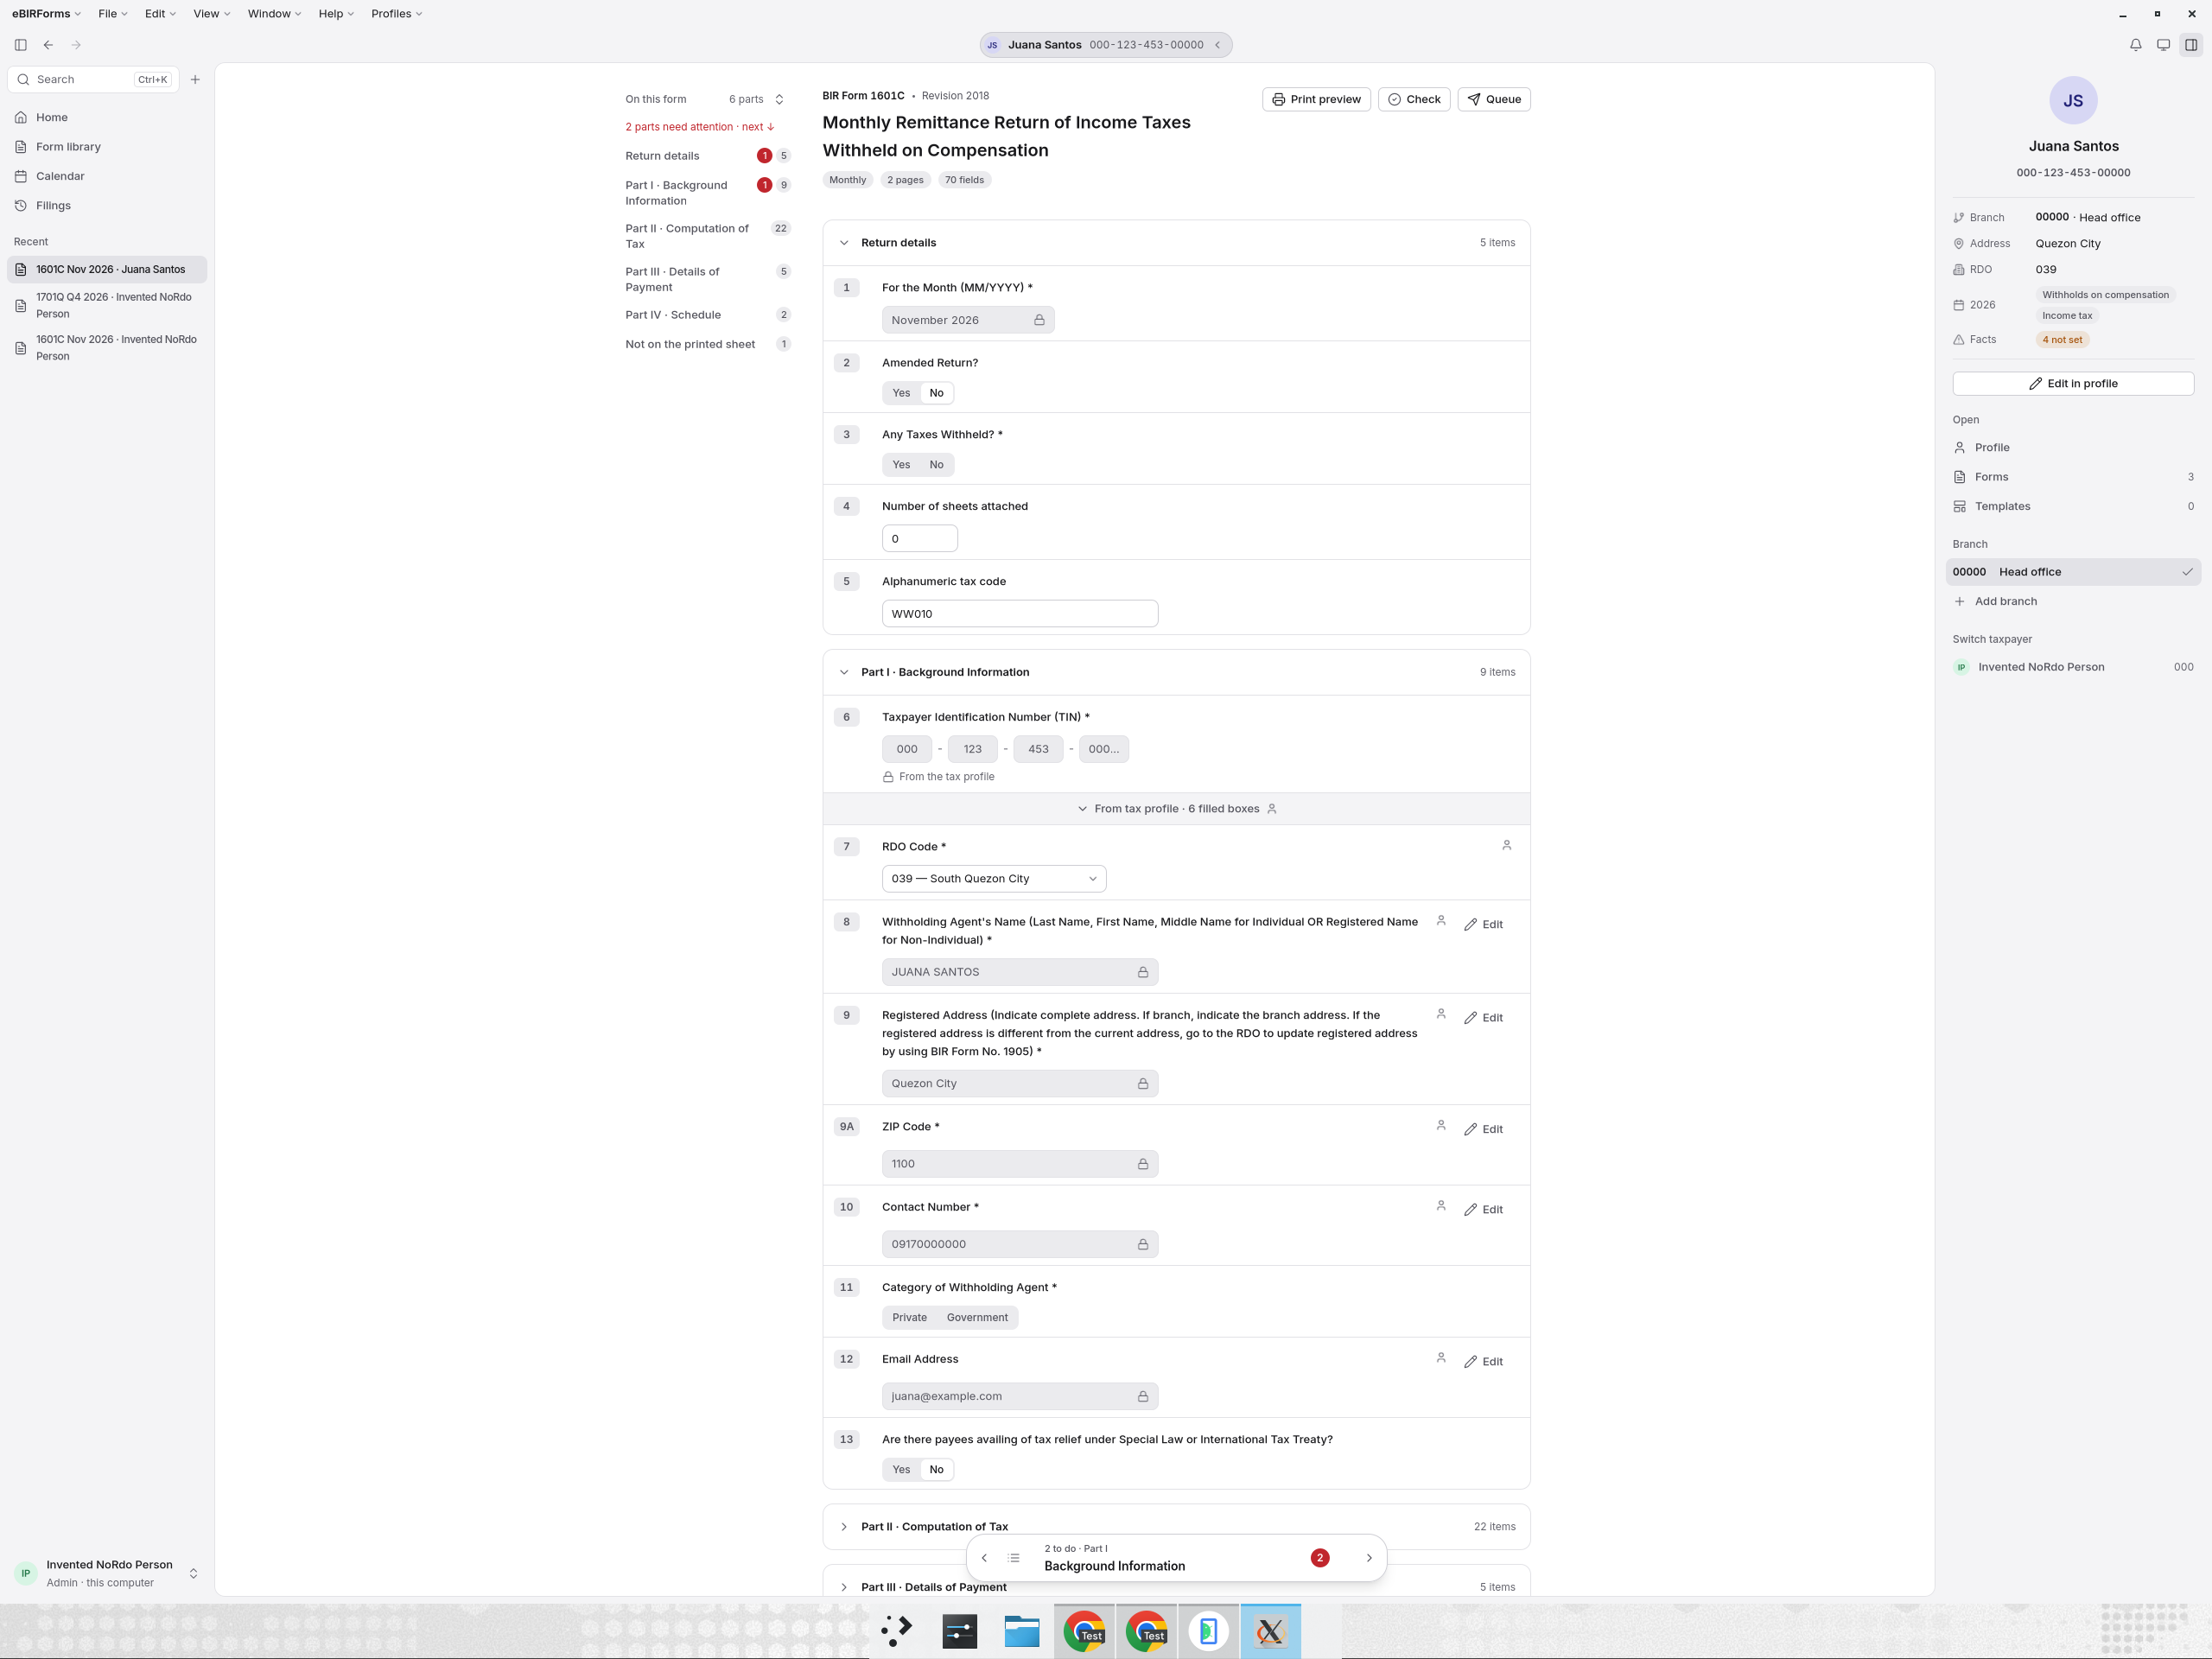 eBIRForms File Edit View Window Help Profiles
JS Juana Santos 000-123-453-00000
Search Ctrl+K
Home
Form library
Calendar
Filings
Recent
1601C Nov 2026 · Juana Santos
1701Q Q4 2026 · Invented NoRdo
Person
1601C Nov 2026 · Invented NoRdo
Person
IP Invented NoRdo Person
Admin · this computer
On this form 6 parts
2 parts need attention · next ↓
Return details 1 5
Part I · Background
Information 1 9
Part II · Computation of
Tax 22
Part III · Details of
Payment 5
Part IV · Schedule 2
Not on the printed sheet 1
BIR Form 1601C • Revision 2018
Print preview Check Queue
Monthly Remittance Return of Income Taxes
Withheld on Compensation
Monthly 2 pages 70 fields
Return details 5 items
1 For the Month (MM/YYYY) *
November 2026
2 Amended Return?
Yes No
3 Any Taxes Withheld? *
Yes No
4 Number of sheets attached
0
5 Alphanumeric tax code
WW010
Part I · Background Information 9 items
6 Taxpayer Identification Number (TIN) *
000 - 123 - 453 - 000...
From the tax profile
From tax profile · 6 filled boxes
7 RDO Code *
039 — South Quezon City
8 Withholding Agent's Name (Last Name, First Name, Middle Name for Individual OR Registered Name
for Non-Individual) *
Edit
JUANA SANTOS
9 Registered Address (Indicate complete address. If branch, indicate the branch address. If the
registered address is different from the current address, go to the RDO to update registered address
by using BIR Form No. 1905) *
Edit
Quezon City
9A ZIP Code *
Edit
1100
10 Contact Number *
Edit
09170000000
11 Category of Withholding Agent *
Private Government
12 Email Address
Edit
juana@example.com
13 Are there payees availing of tax relief under Special Law or International Tax Treaty?
Yes No
Part II · Computation of Tax 22 items
2 to do · Part I
Background Information 2
Part III · Details of Payment 5 items
JS
Juana Santos
000-123-453-00000
Branch 00000 · Head office
Address Quezon City
RDO 039
2026 Withholds on compensation
Income tax
Facts 4 not set
Edit in profile
Open
Profile
Forms 3
Templates 0
Branch
00000 Head office
Add branch
Switch taxpayer
IP Invented NoRdo Person 000
Test Test